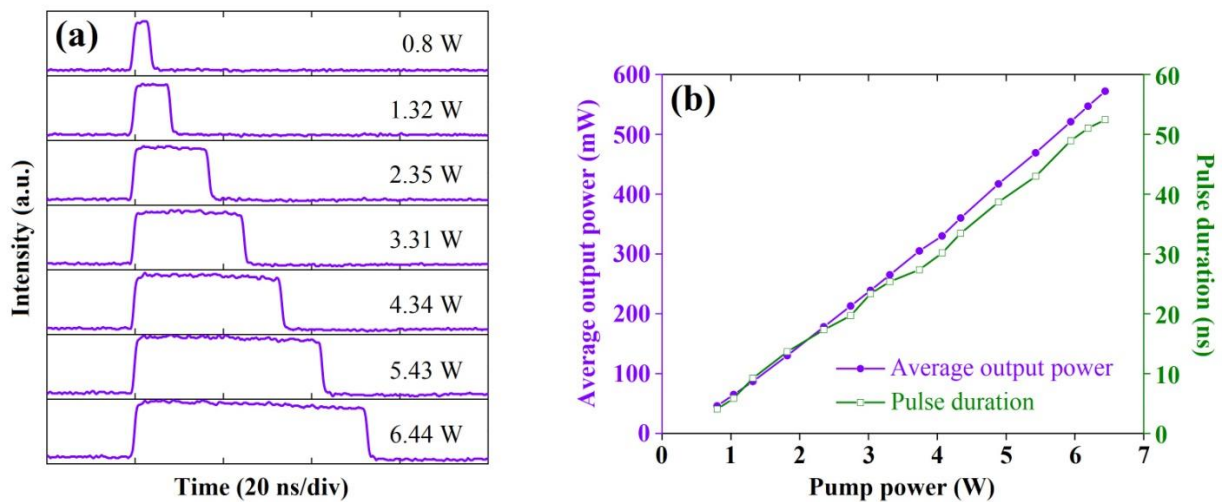 (a)
0.8 W
1.32 W
2.35 W
3.31 W
4.34 W
5.43 W
6.44 W
Intensity (a.u.)
Time (20 ns/div)
(b)
600
500
400
300
200
100
0
Average output power (mW)
60
50
40
30
20
10
0
Pulse duration (ns)
Average output power
Pulse duration
1 2 3 4 5 6 7
Pump power (W)